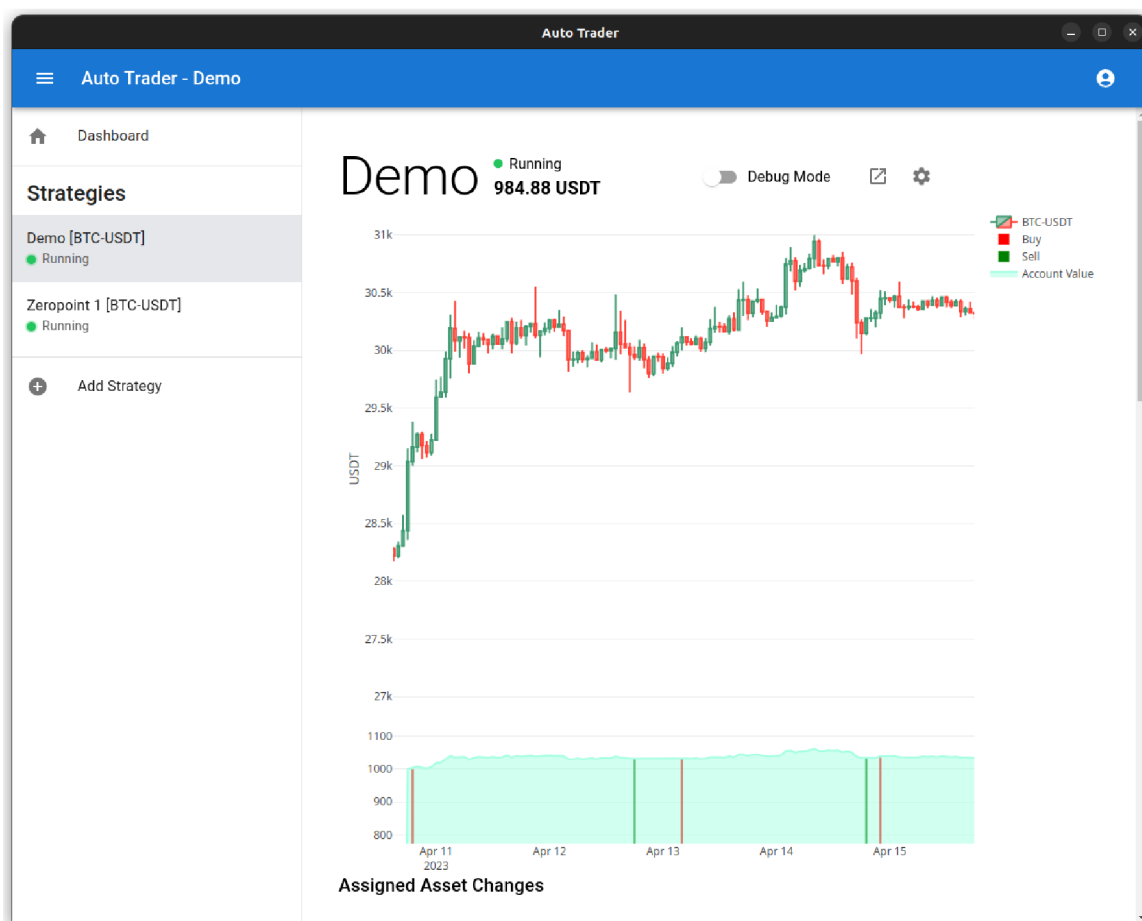 Auto Trader
Auto Trader - Demo
Dashboard
Strategies
Demo [BTC-USDT]
Running
Zeropoint 1 [BTC-USDT]
Running
Add Strategy
Demo
Running
984.88 USDT
Debug Mode
BTC-USDT
Buy
Sell
Account Value
31k
30.5k
30k
29.5k
29k
28.5k
28k
27.5k
27k
USDT
1100
1000
900
800
Apr 11
2023
Apr 12
Apr 13
Apr 14
Apr 15
Assigned Asset Changes